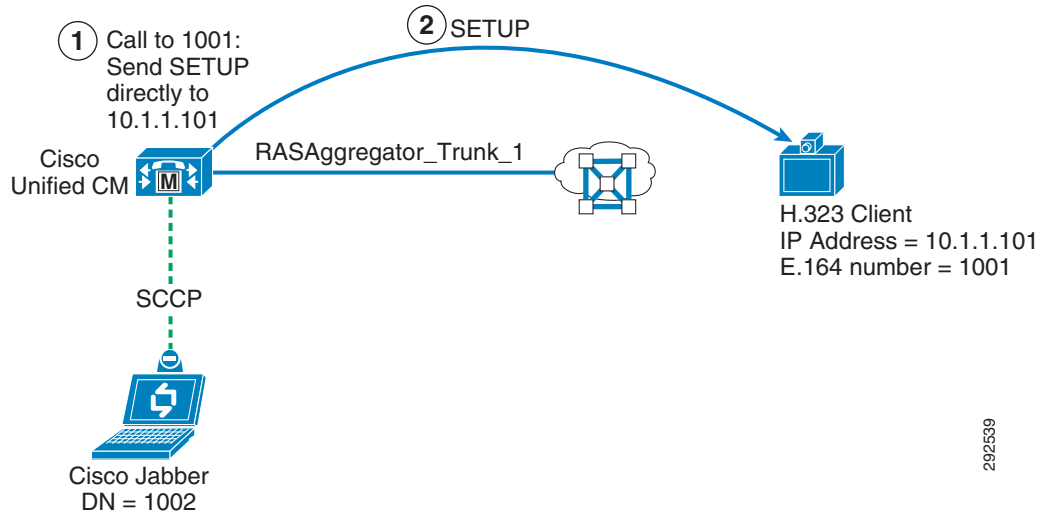 1
Call to 1001:
Send SETUP
directly to
10.1.1.101
2
SETUP
Cisco
Unified CM
M
RASAggregator_Trunk_1
H.323 Client
IP Address = 10.1.1.101
E.164 number = 1001
SCCP
Cisco Jabber
DN = 1002
292539